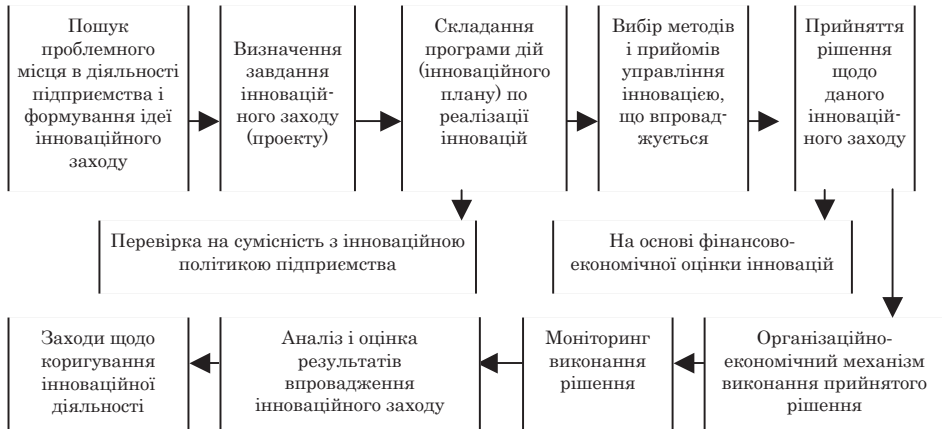 Пошук
проблемного
місця в діяльності
підприємства і
формування ідеї
інноваційного
заходу
Визначення
завдання
інновацій-
ного заходу
(проекту)
Складання
програми дій
(інноваційного
плану) по
реалізації
інновацій
Вибір методів
і прийомів
управління
інновацією,
що впровад-
жується
Прийняття
рішення
щодо
даного
інновацій-
ного заходу
Перевірка на сумісність з інноваційною
політикою підприємства
На основі фінансово-
економічної оцінки інновацій
Заходи щодо
коригування
інноваційної
діяльності
Аналіз і оцінка
результатів
впровадження
інноваційного заходу
Моніторинг
виконання
рішення
Організаційно-
економічний механізм
виконання прийнятого
рішення